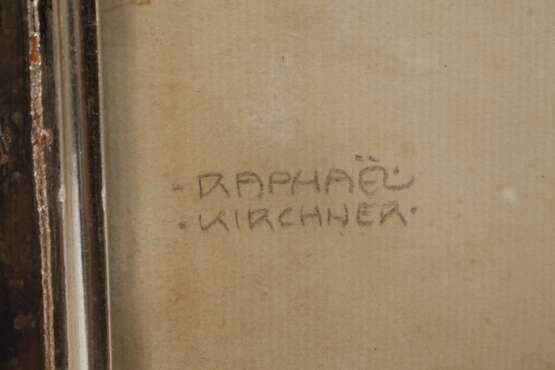 - RAPHAËL ·
· KIRCHNER ·